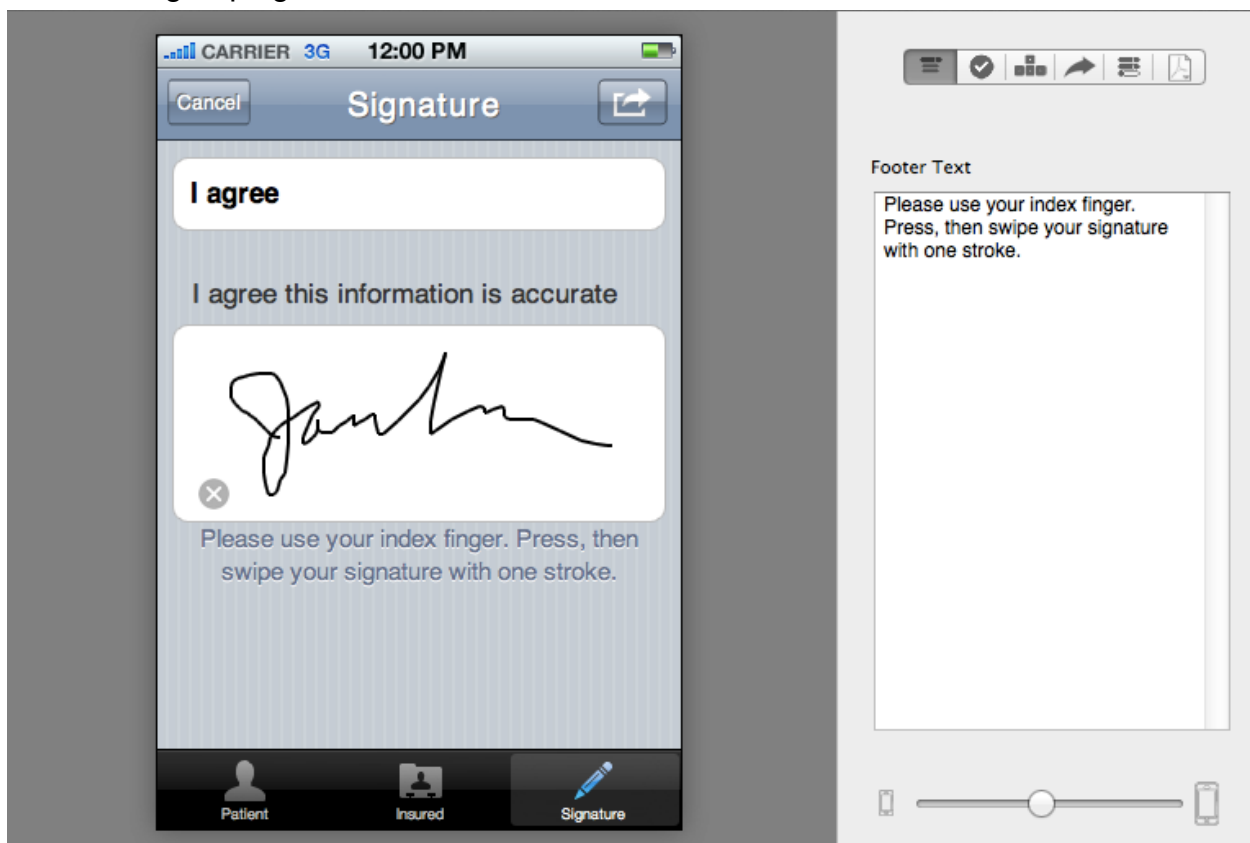 CARRIER 3G 12:00 PM
Cancel
Signature
I agree
I agree this information is accurate
Please use your index finger. Press, then
swipe your signature with one stroke.
Patient
Insured
Signature
Footer Text
Please use your index finger.
Press, then swipe your signature
with one stroke.